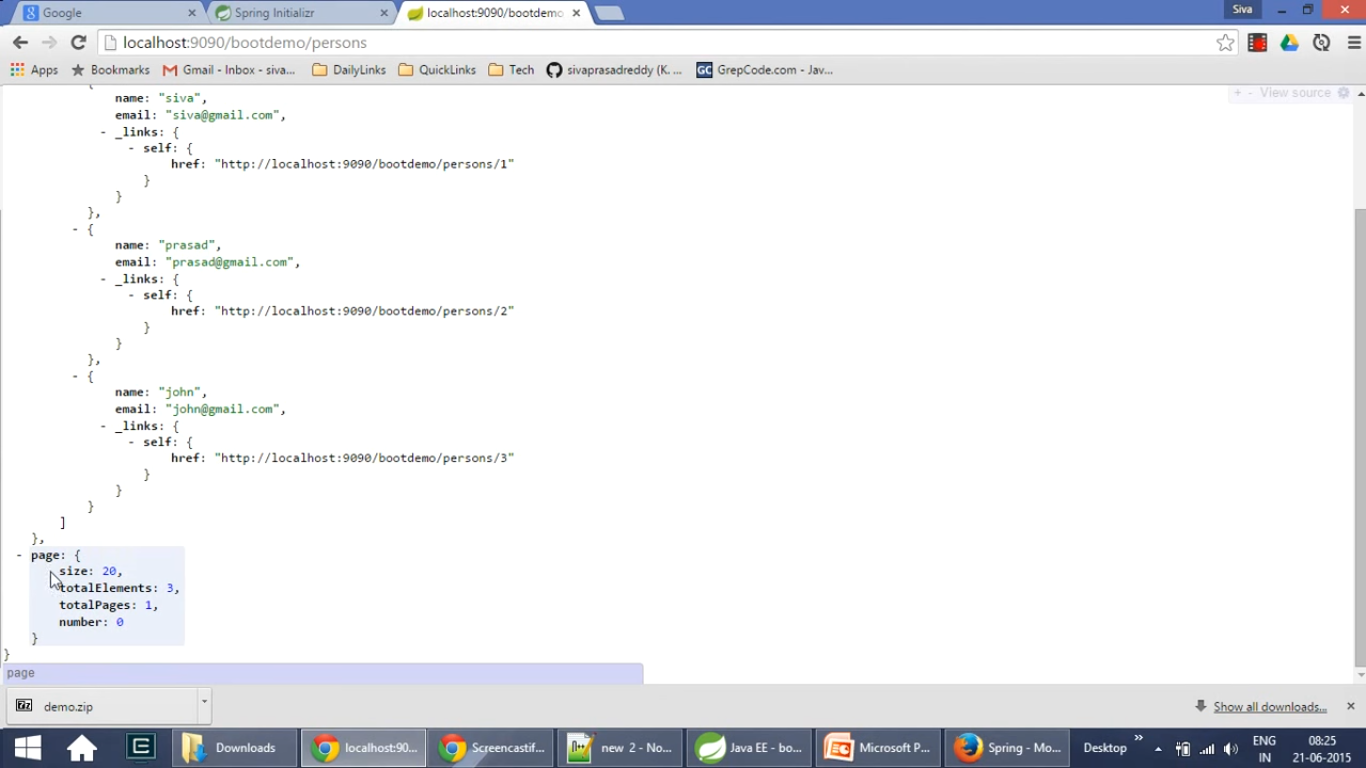 Google
Spring Initializr
localhost:9090/bootdemo
Siva
localhost:9090/bootdemo/persons
Apps
Bookmarks
Gmail - Inbox - siva...
DailyLinks
QuickLinks
Tech
sivaprasadreddy (K. ...
GC GrepCode.com - Jav...
+ - View source
{
name: "siva",
email: "siva@gmail.com",
- _links: {
- self: {
href: "http://localhost:9090/bootdemo/persons/1"
}
}
},
- {
name: "prasad",
email: "prasad@gmail.com",
- _links: {
- self: {
href: "http://localhost:9090/bootdemo/persons/2"
}
}
},
- {
name: "john",
email: "john@gmail.com",
- _links: {
- self: {
href: "http://localhost:9090/bootdemo/persons/3"
}
}
}
]
},
- page: {
size: 20,
totalElements: 3,
totalPages: 1,
number: 0
}
}
page
demo.zip
Show all downloads...
Downloads
localhost:90...
Screencastif...
new 2 - No...
Java EE - bo...
Microsoft P...
Spring - Mo...
Desktop
ENG
IN
08:25
21-06-2015